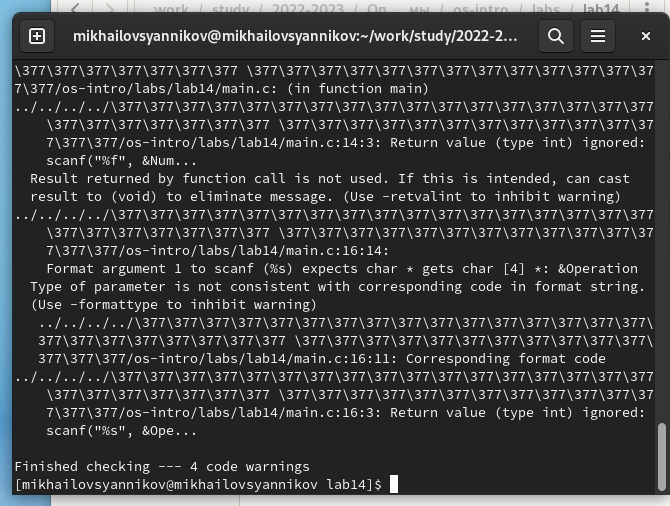 work / study / 2022-2023 / Оп... мы / os-intro / labs / lab14
mikhailovsyannikov@mikhailovsyannikov:~/work/study/2022-2...
\377\377\377\377\377\377\377 \377\377\377\377\377\377\377\377\377\377\377\377\37
7\377/os-intro/labs/lab14/main.c: (in function main)
../../../../\377\377\377\377\377\377\377\377\377\377\377\377\377\377\377\377\377
\377\377\377\377\377\377\377 \377\377\377\377\377\377\377\377\377\377\377\37
7\377\377/os-intro/labs/lab14/main.c:14:3: Return value (type int) ignored:
scanf("%f", &Num...
Result returned by function call is not used. If this is intended, can cast
result to (void) to eliminate message. (Use -retvalint to inhibit warning)
../../../../\377\377\377\377\377\377\377\377\377\377\377\377\377\377\377\377\377
\377\377\377\377\377\377\377 \377\377\377\377\377\377\377\377\377\377\377\37
7\377\377/os-intro/labs/lab14/main.c:16:14:
Format argument 1 to scanf (%s) expects char * gets char [4] *: &Operation
Type of parameter is not consistent with corresponding code in format string.
(Use -formattype to inhibit warning)
../../../../\377\377\377\377\377\377\377\377\377\377\377\377\377\377\377\377\
377\377\377\377\377\377\377\377 \377\377\377\377\377\377\377\377\377\377\377\
377\377\377/os-intro/labs/lab14/main.c:16:11: Corresponding format code
../../../../\377\377\377\377\377\377\377\377\377\377\377\377\377\377\377\377\377
\377\377\377\377\377\377\377 \377\377\377\377\377\377\377\377\377\377\377\37
7\377\377/os-intro/labs/lab14/main.c:16:3: Return value (type int) ignored:
scanf("%s", &Ope...
Finished checking --- 4 code warnings
[mikhailovsyannikov@mikhailovsyannikov lab14]$